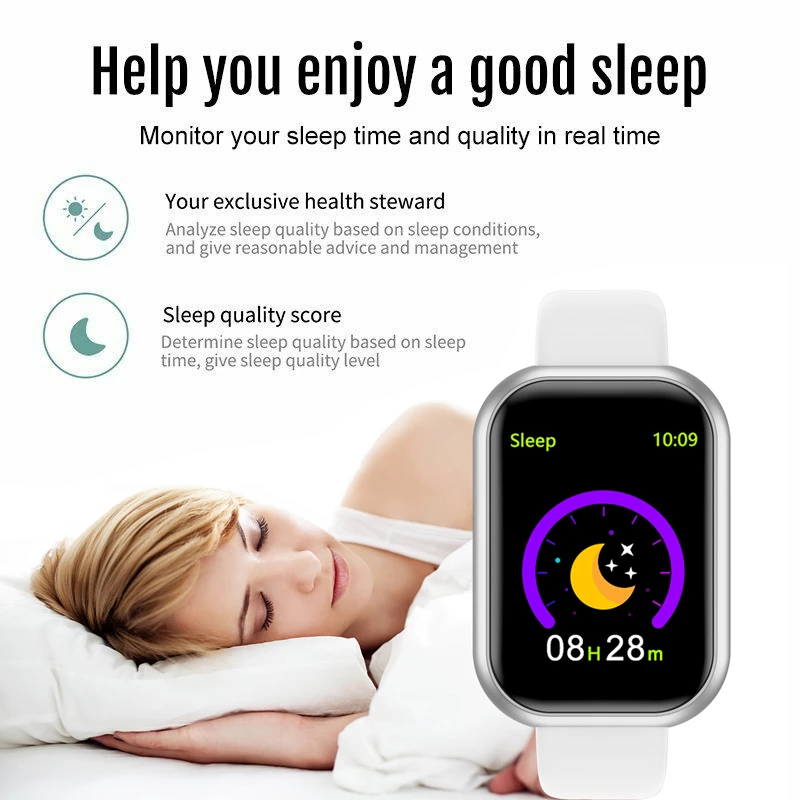 Help you enjoy a good sleep
Monitor your sleep time and quality in real time
Your exclusive health steward
Analyze sleep quality based on sleep conditions,
and give reasonable advice and management
Sleep quality score
Determine sleep quality based on sleep
time, give sleep quality level
Sleep 10:09
08H28m